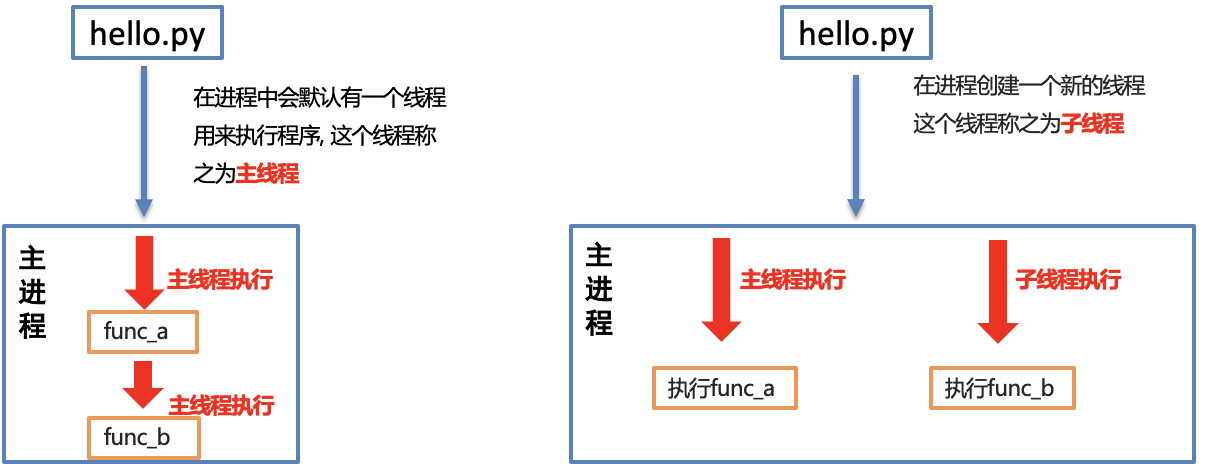 hello.py
在进程中会默认有一个线程
用来执行程序, 这个线程称
之为主线程
主进程
主线程执行
func_a
主线程执行
func_b
hello.py
在进程创建一个新的线程
这个线程称之为子线程
主进程
主线程执行
子线程执行
执行func_a
执行func_b